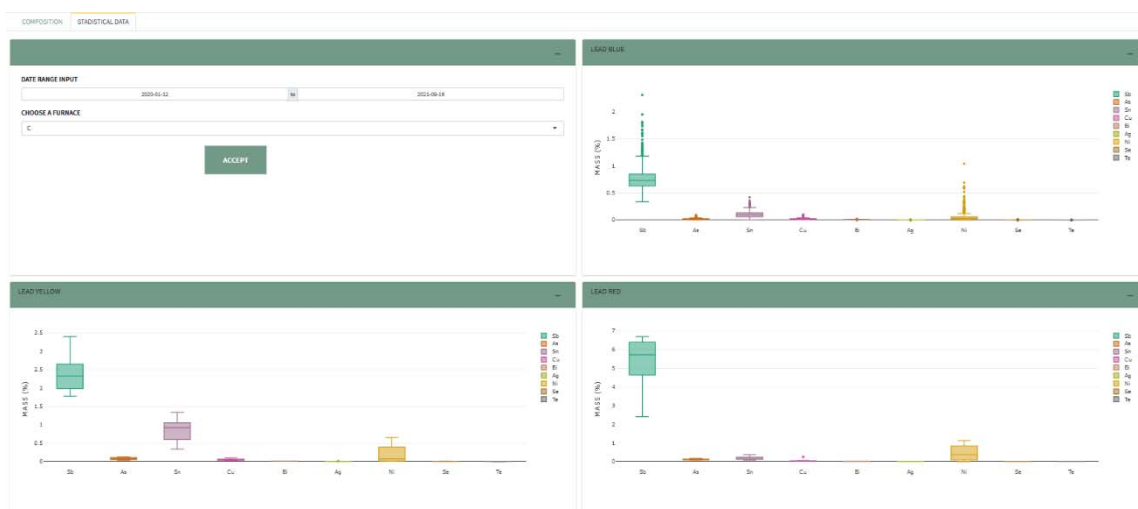 COMPOSITION STADISTICAL DATA
DATE RANGE INPUT
2020-01-12 to 2021-09-16
CHOOSE A FURNACE
C
ACCEPT
LEAD BLUE
MASS (%)
2
1.5
1
0.5
0
Sb As Sn Cu Bi Ag Ni Se Te
Sb
As
Sn
Cu
Bi
Ag
Ni
Se
Te
LEAD YELLOW
MASS (%)
3.5
3
2.5
2
1.5
1
0.5
0
Sb As Sn Cu Bi Ag Ni Se Te
Sb
As
Sn
Cu
Bi
Ag
Ni
Se
Te
LEAD RED
MASS (%)
7
6
5
4
3
2
1
0
Sb As Sn Cu Bi Ag Ni Se Te
Sb
As
Sn
Cu
Bi
Ag
Ni
Se
Te